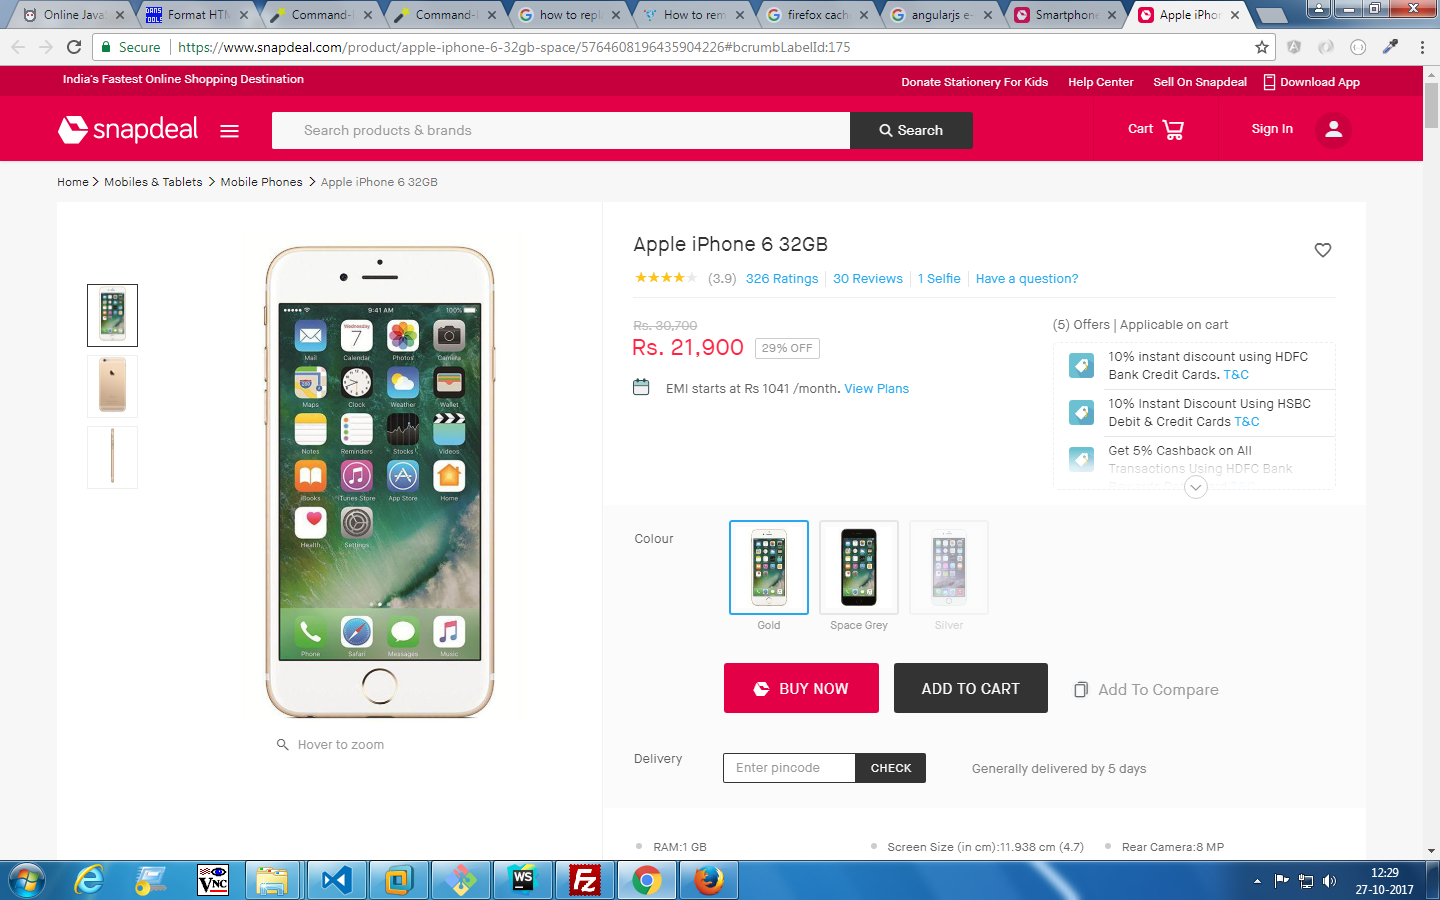 Online Java
Format HTM
Command-
Command-
how to repl
How to rem
firefox cach
angularjs e-
Smartphone
Apple iPhon
Secure
https://www.snapdeal.com/product/apple-iphone-6-32gb-space/5764608196435904226#bcrumbLabelId:175
India's Fastest Online Shopping Destination
Donate Stationery For Kids
Help Center
Sell On Snapdeal
Download App
snapdeal
Search products & brands
Search
Cart
Sign In
Home > Mobiles & Tablets > Mobile Phones > Apple iPhone 6 32GB
Apple iPhone 6 32GB
(3.9) 326 Ratings | 30 Reviews | 1 Selfie | Have a question?
Rs. 30,700
Rs. 21,900 29% OFF
EMI starts at Rs 1041 /month. View Plans
(5) Offers | Applicable on cart
10% instant discount using HDFC
Bank Credit Cards. T&C
10% Instant Discount Using HSBC
Debit & Credit Cards T&C
Get 5% Cashback on All
Transactions Using HDFC Bank
9:41 AM 100%
Wednesday
7
Mail Calendar Photos Camera
Maps Clock Weather Wallet
Notes Reminders Stocks Videos
iBooks iTunes Store App Store Home
Health Settings
Phone Safari Messages Music
Hover to zoom
Colour
Gold
Space Grey
Silver
BUY NOW
ADD TO CART
Add To Compare
Delivery
Enter pincode
CHECK
Generally delivered by 5 days
RAM:1 GB
Screen Size (in cm):11.938 cm (4.7)
Rear Camera:8 MP
VNC
WS
FZ
12:29
27-10-2017